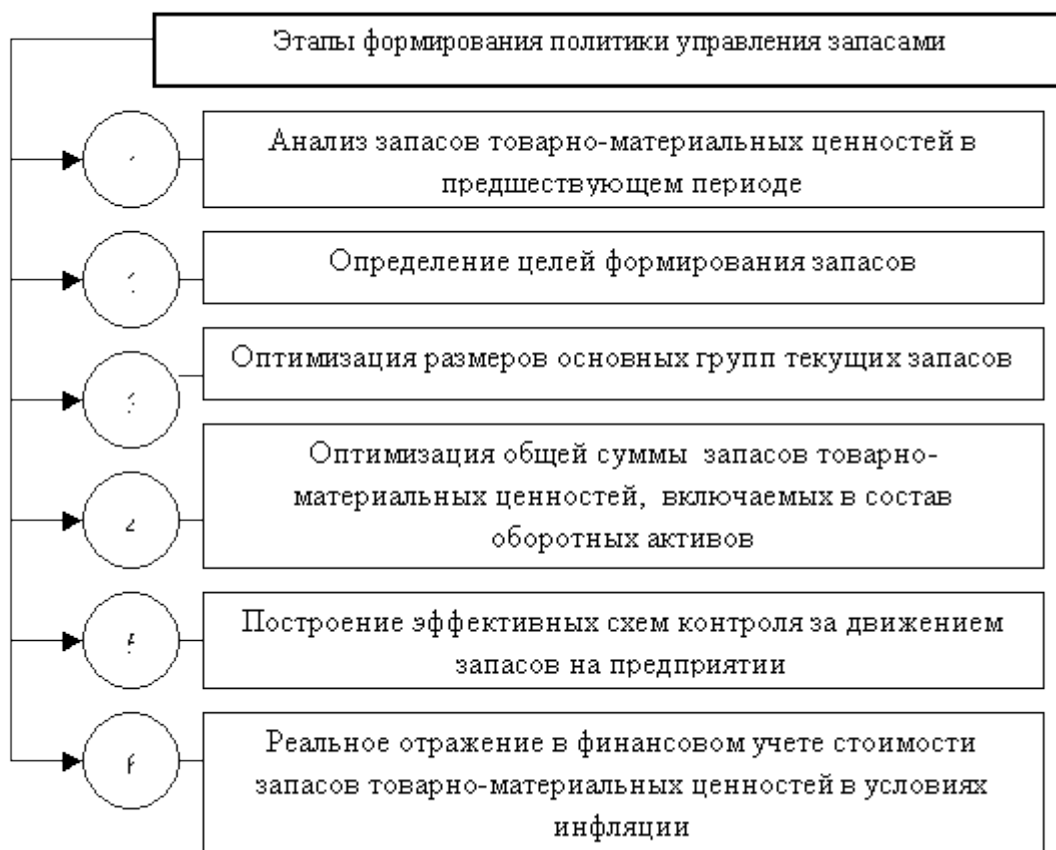 Этапы формирования политики управления запасами
Анализ запасов товарно-материальных ценностей в
предшествующем периоде
Определение целей формирования запасов
Оптимизация размеров основных групп текущих запасов
Оптимизация общей суммы запасов товарно-
материальных ценностей, включаемых в состав
оборотных активов
Построение эффективных схем контроля за движением
запасов на предприятии
Реальное отражение в финансовом учете стоимости
запасов товарно-материальных ценностей в условиях
инфляции